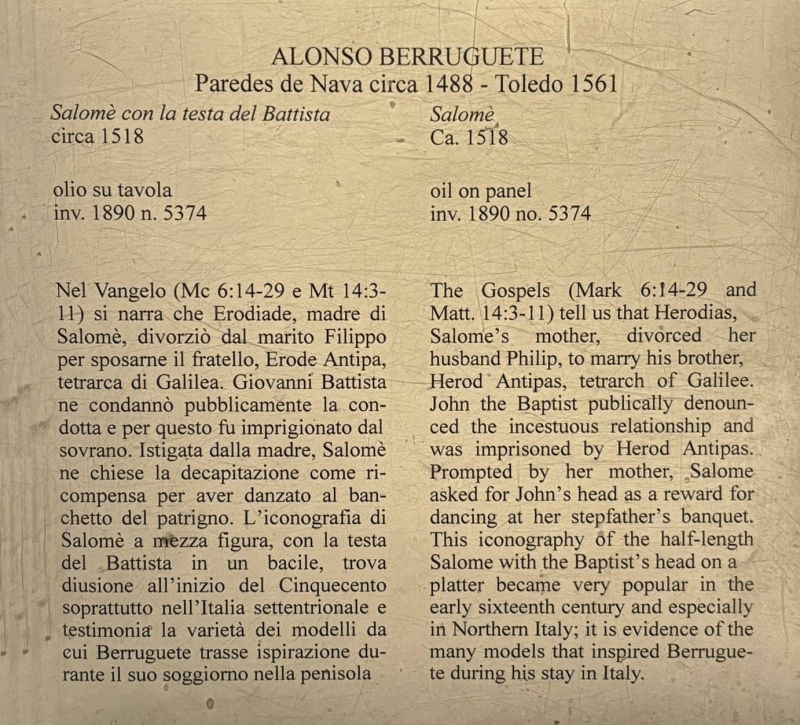 ALONSO BERRUGUETE
Paredes de Nava circa 1488 - Toledo 1561
Salomè con la testa del Battista
circa 1518
olio su tavola
inv. 1890 n. 5374
Nel Vangelo (Mc 6:14-29 e Mt 14:3-
11) si narra che Erodiade, madre di
Salomè, divorziò dal marito Filippo
per sposarne il fratello, Erode Antipa,
tetrarca di Galilea. Giovanni Battista
ne condannò pubblicamente la con-
dotta e per questo fu imprigionato dal
sovrano. Istigata dalla madre, Salomè
ne chiese la decapitazione come ri-
compensa per aver danzato al ban-
chetto del patrigno. L'iconografia di
Salomè a mezza figura, con la testa
del Battista in un bacile, trova
diusione all'inizio del Cinquecento
soprattutto nell'Italia settentrionale e
testimonia la varietà dei modelli da
cui Berruguete trasse ispirazione du-
rante il suo soggiorno nella penisola
Salomè
Ca. 1518
oil on panel
inv. 1890 no. 5374
The Gospels (Mark 6:14-29 and
Matt. 14:3-11) tell us that Herodias,
Salome's mother, divorced her
husband Philip, to marry his brother,
Herod Antipas, tetrarch of Galilee.
John the Baptist publically denoun-
ced the incestuous relationship and
was imprisoned by Herod Antipas.
Prompted by her mother, Salome
asked for John's head as a reward for
dancing at her stepfather's banquet.
This iconography of the half-length
Salome with the Baptist's head on a
platter became very popular in the
early sixteenth century and especially
in Northern Italy; it is evidence of the
many models that inspired Berrugue-
te during his stay in Italy.